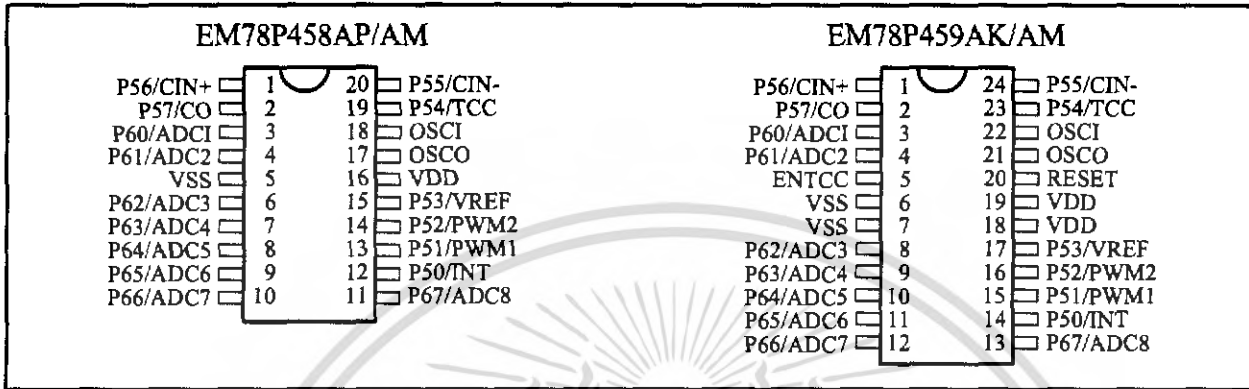 EM78P458AP/AM
P56/CIN+ 1 20 P55/CIN-
P57/CO 2 19 P54/TCC
P60/ADCI 3 18 OSCI
P61/ADC2 4 17 OSCO
VSS 5 16 VDD
P62/ADC3 6 15 P53/VREF
P63/ADC4 7 14 P52/PWM2
P64/ADC5 8 13 P51/PWM1
P65/ADC6 9 12 P50/INT
P66/ADC7 10 11 P67/ADC8
EM78P459AK/AM
P56/CIN+ 1 24 P55/CIN-
P57/CO 2 23 P54/TCC
P60/ADCI 3 22 OSCI
P61/ADC2 4 21 OSCO
ENTCC 5 20 RESET
VSS 6 19 VDD
VSS 7 18 VDD
P62/ADC3 8 17 P53/VREF
P63/ADC4 9 16 P52/PWM2
P64/ADC5 10 15 P51/PWM1
P65/ADC6 11 14 P50/INT
P66/ADC7 12 13 P67/ADC8